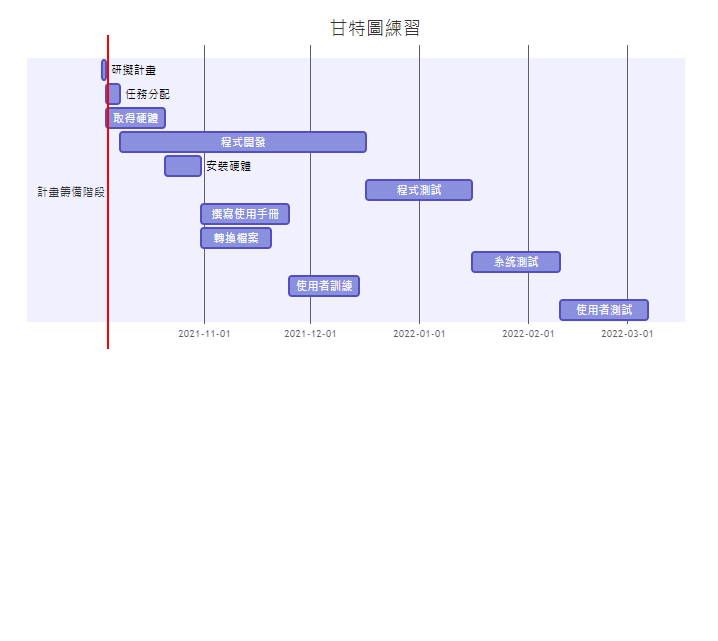 甘特圖練習
研擬計畫
任務分配
取得硬體
程式開發
安裝硬體
計畫籌備階段
程式測試
撰寫使用手冊
轉換檔案
系統測試
使用者訓練
使用者測試
2021-11-01 2021-12-01 2022-01-01 2022-02-01 2022-03-01